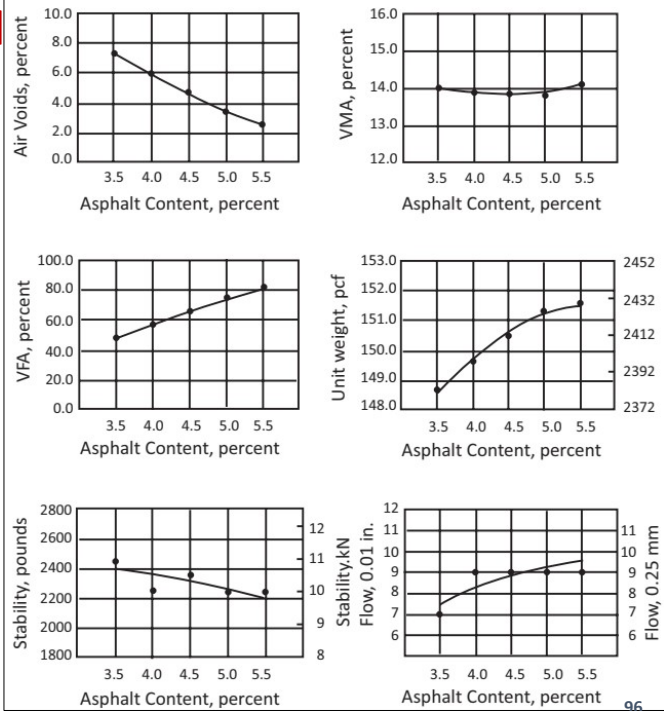 Air Voids, percent
10.0
8.0
6.0
4.0
2.0
0.0
3.5 4.0 4.5 5.0 5.5
Asphalt Content, percent
VMA, percent
16.0
15.0
14.0
13.0
12.0
3.5 4.0 4.5 5.0 5.5
Asphalt Content, percent
VFA, percent
100.0
80.0
60.0
40.0
20.0
0.0
3.5 4.0 4.5 5.0 5.5
Asphalt Content, percent
Unit weight, pcf
153.0
152.0
151.0
150.0
149.0
148.0
2452
2432
2412
2392
2372
3.5 4.0 4.5 5.0 5.5
Asphalt Content, percent
Stability, pounds
2800
2600
2400
2200
2000
1800
12
11
10
9
8
Stability.kN
3.5 4.0 4.5 5.0 5.5
Asphalt Content, percent
Flow, 0.01 in.
12
11
10
9
8
7
6
11
10
9
8
7
6
Flow, 0.25 mm
3.5 4.0 4.5 5.0 5.5
Asphalt Content, percent
96